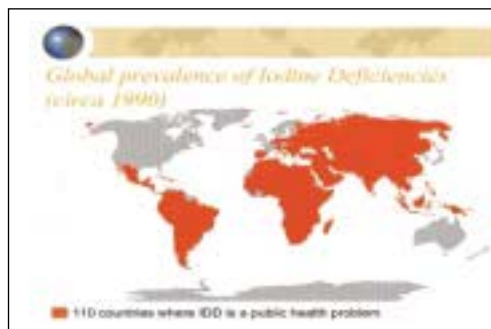 Global prevalence of Iodine Deficiencies
(circa 1990)
110 countries where IDD is a public health problem